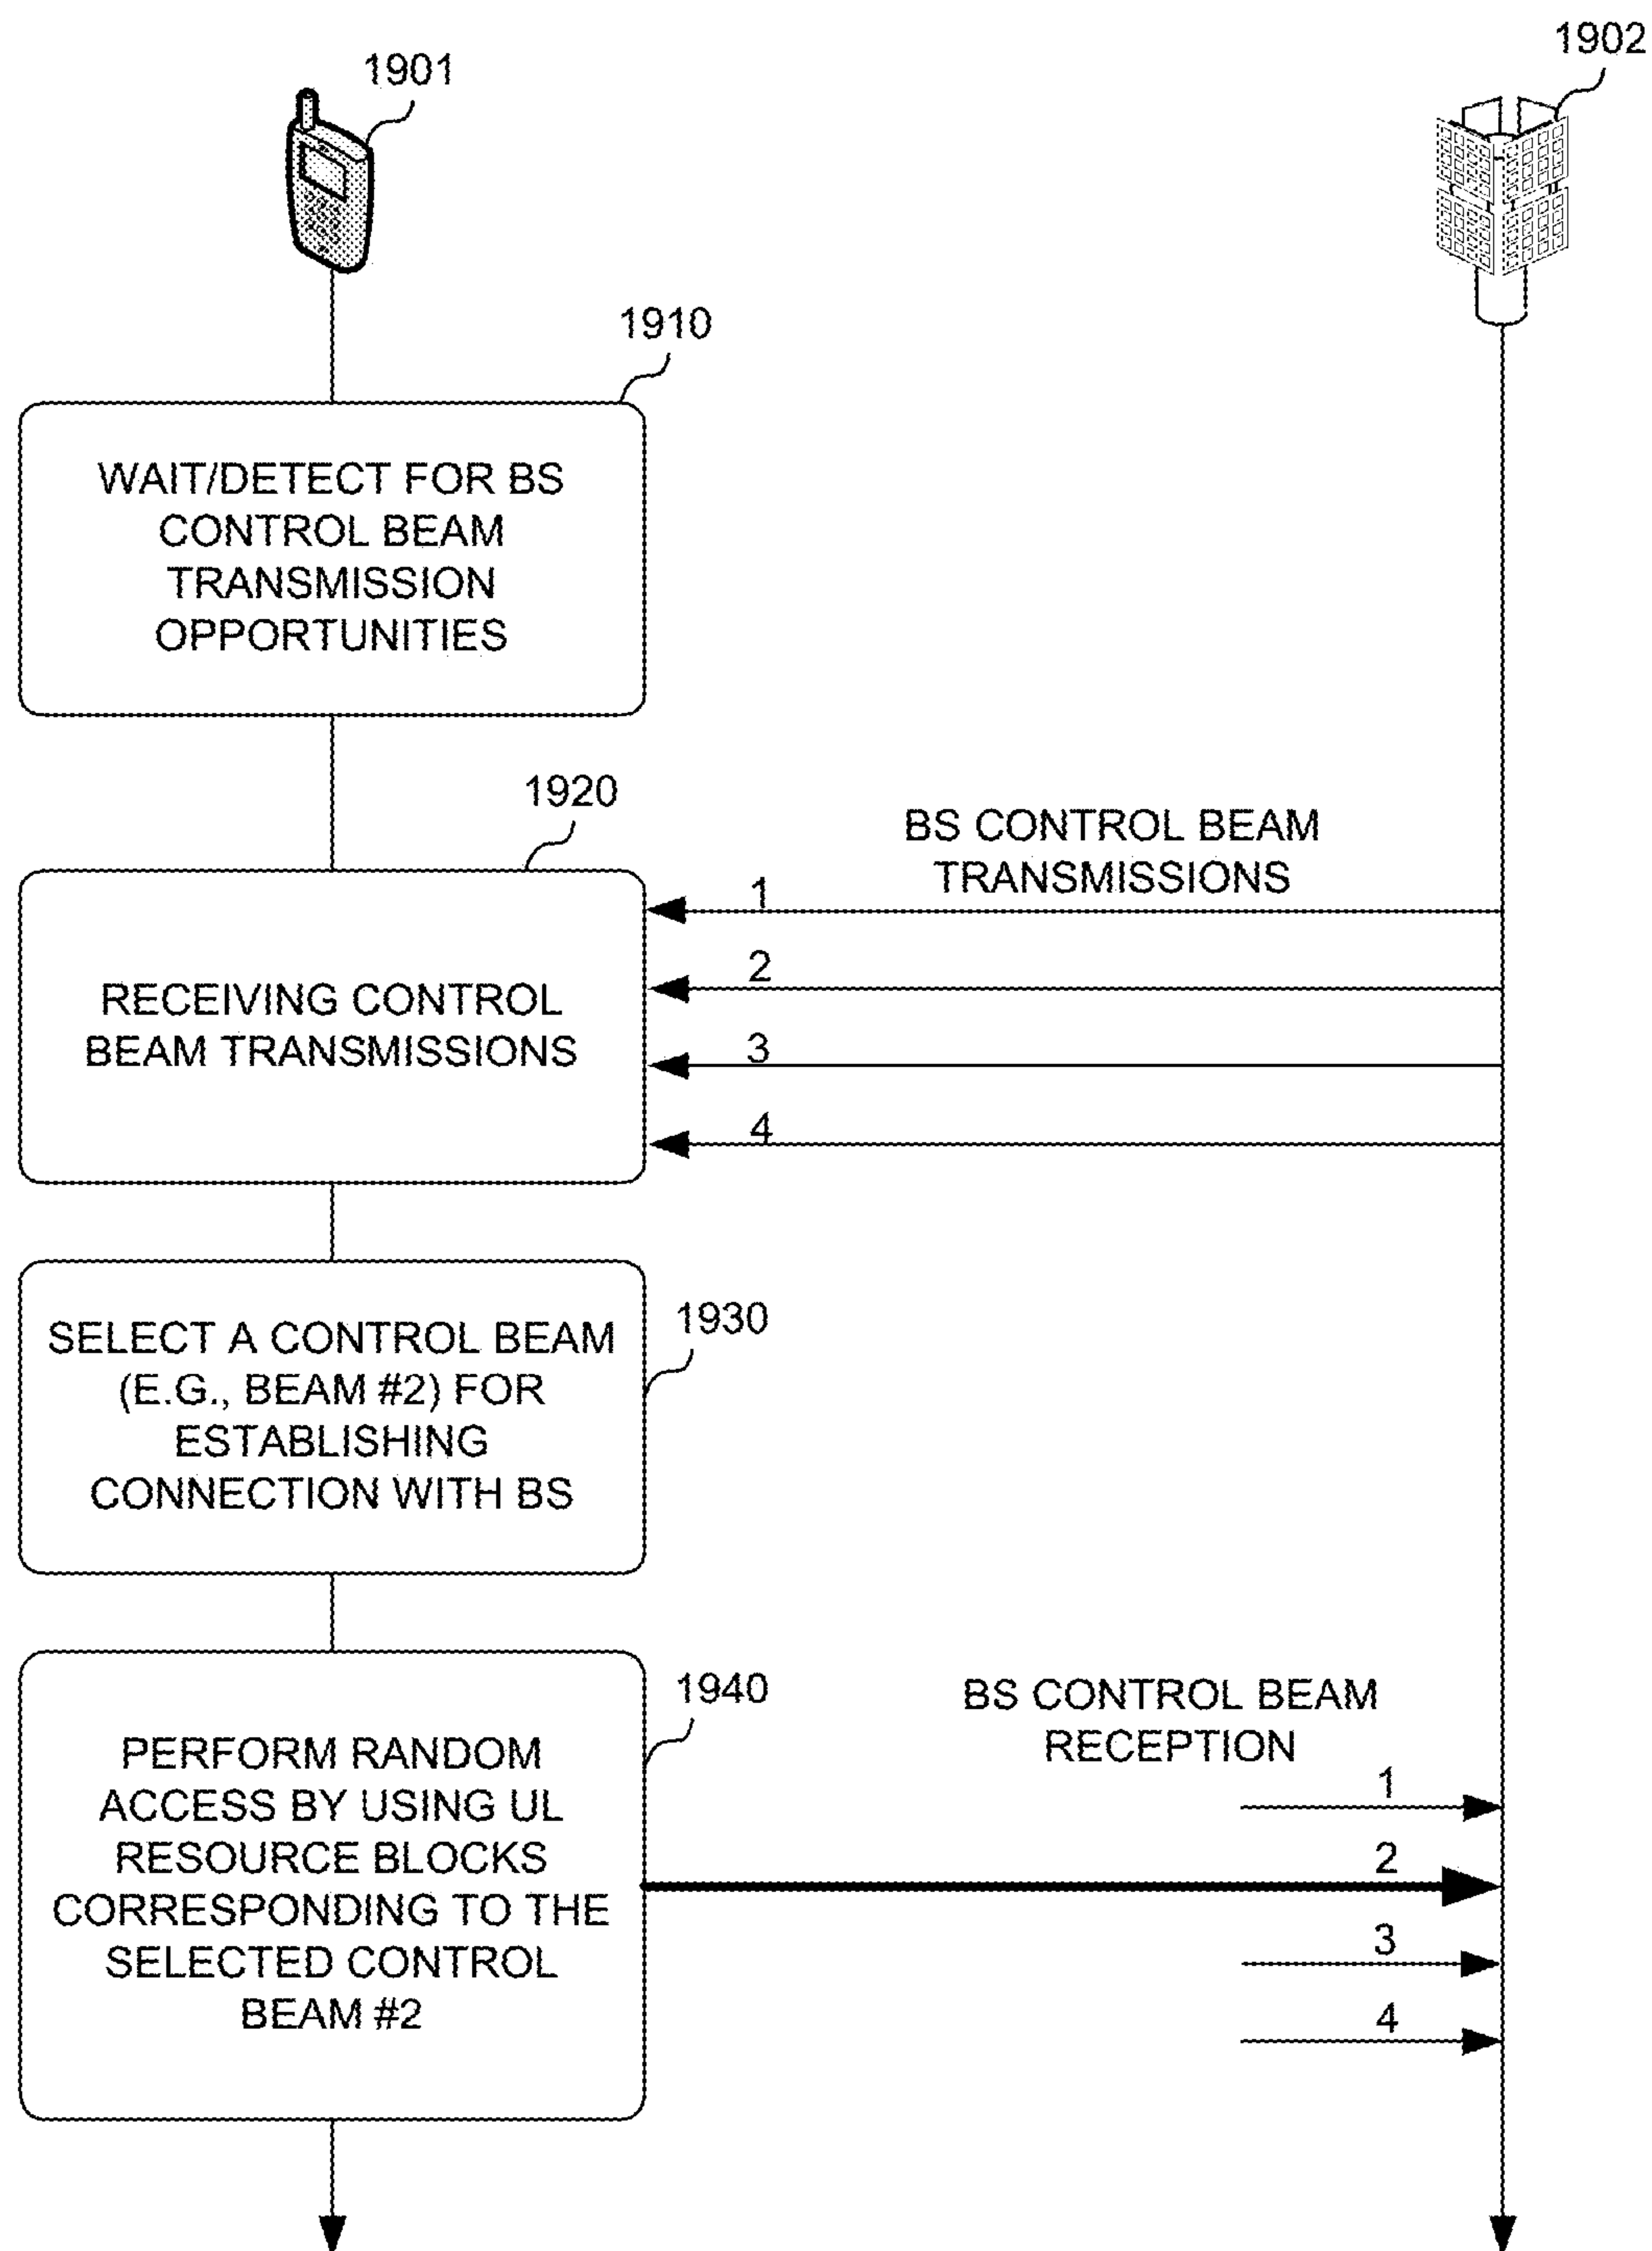 1901
1902
1910
WAIT/DETECT FOR BS
CONTROL BEAM
TRANSMISSION
OPPORTUNITIES
1920
BS CONTROL BEAM
TRANSMISSIONS
1
2
RECEIVING CONTROL
BEAM TRANSMISSIONS
3
4
1930
SELECT A CONTROL BEAM
(E.G., BEAM #2) FOR
ESTABLISHING
CONNECTION WITH BS
1940
BS CONTROL BEAM
RECEPTION
PERFORM RANDOM
ACCESS BY USING UL
RESOURCE BLOCKS
CORRESPONDING TO THE
SELECTED CONTROL
BEAM #2
1
2
3
4